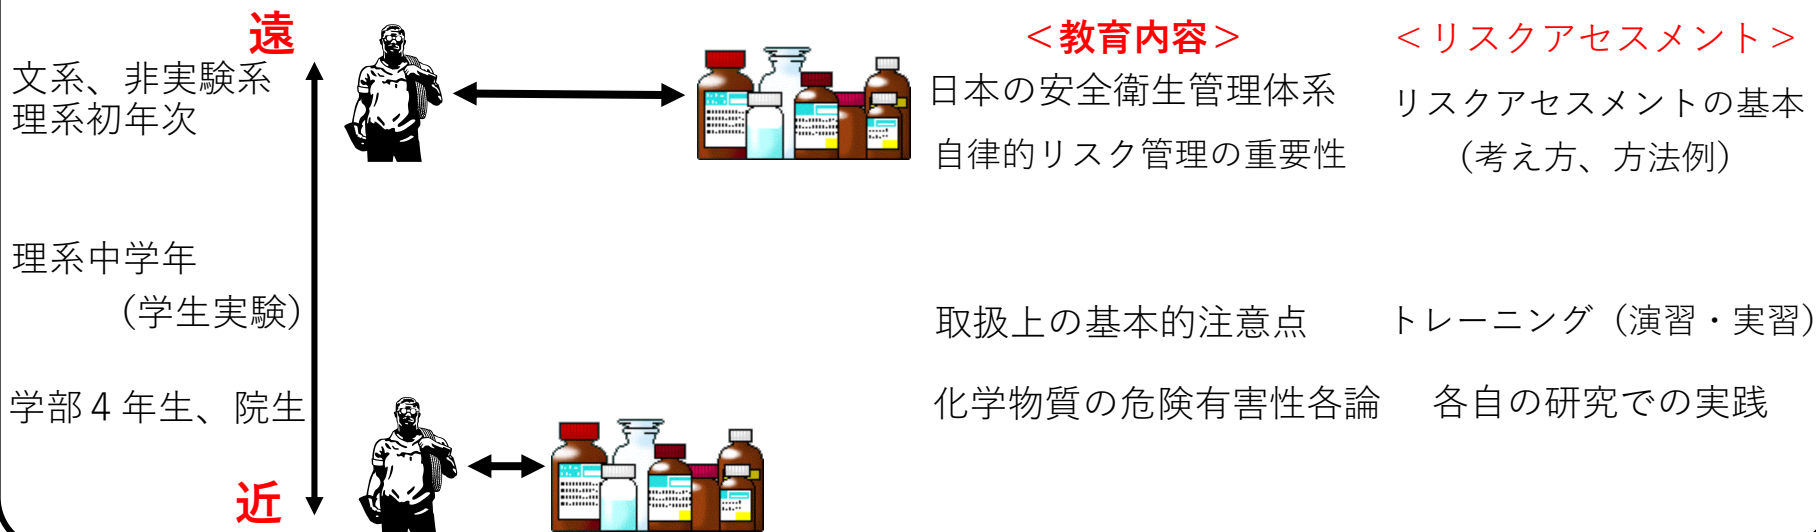 遠
＜教育内容＞
＜リスクアセスメント＞
文系、非実験系
理系初年次
日本の安全衛生管理体系
自律的リスク管理の重要性
リスクアセスメントの基本
（考え方、方法例）
理系中学年
（学生実験）
取扱上の基本的注意点
トレーニング（演習・実習）
学部４年生、院生
化学物質の危険有害性各論
各自の研究での実践
近